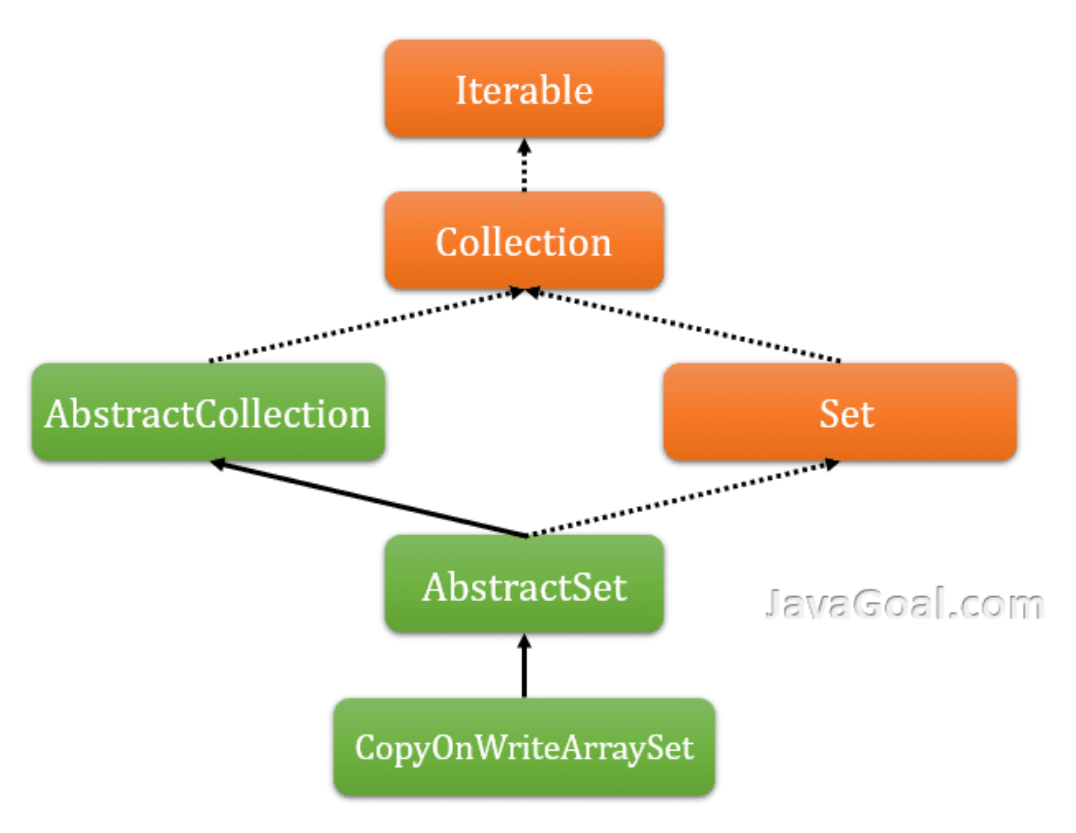 Iterable
Collection
AbstractCollection
Set
AbstractSet
JavaGoal.com
CopyOnWriteArraySet